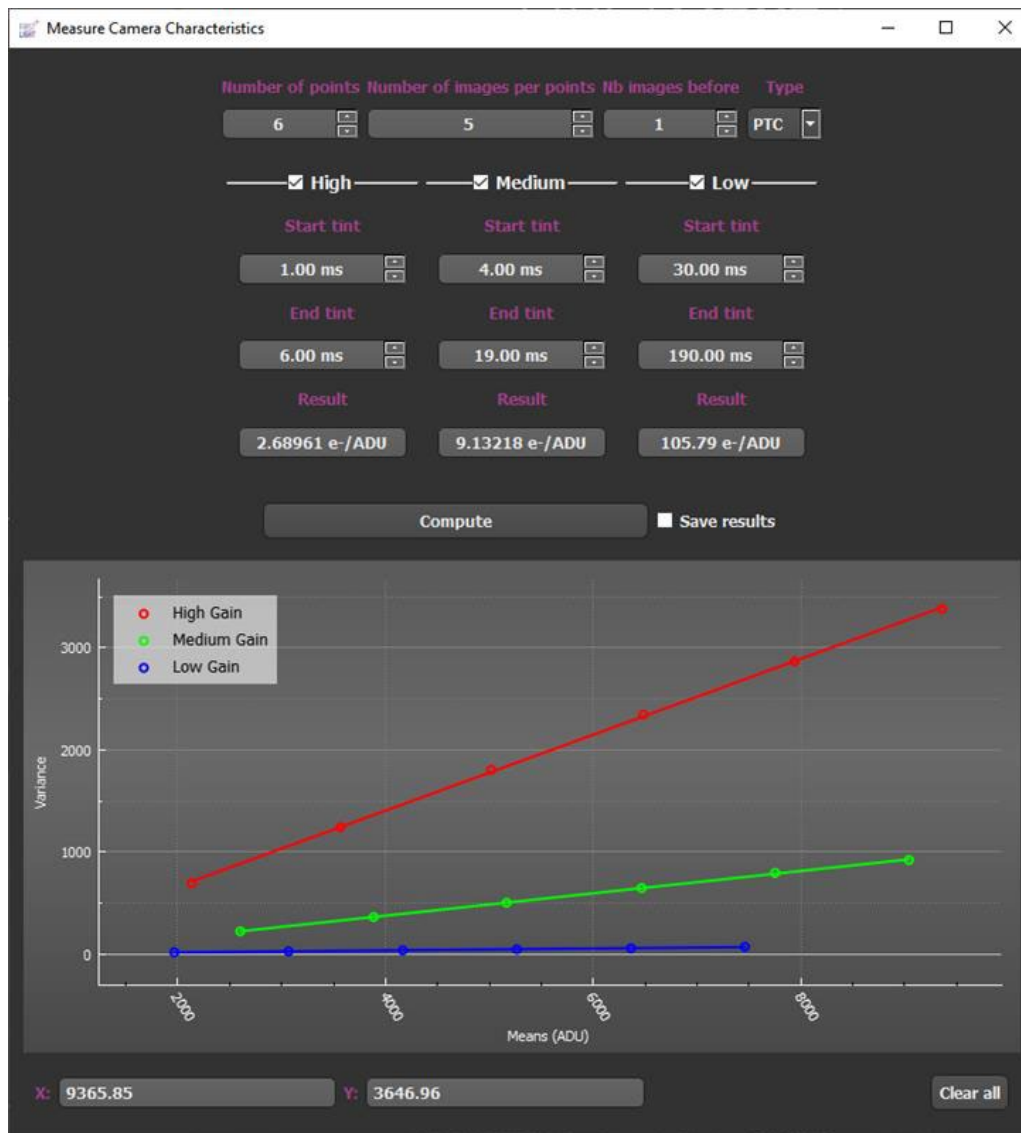 Measure Camera Characteristics
Number of points Number of images per points Nb images before Type
6 5 1 PTC
High Medium Low
Start tint Start tint Start tint
1.00 ms 4.00 ms 30.00 ms
End tint End tint End tint
6.00 ms 19.00 ms 190.00 ms
Result Result Result
2.68961 e-/ADU 9.13218 e-/ADU 105.79 e-/ADU
Compute Save results
High Gain
Medium Gain
Low Gain
3000
2000
1000
0
Variance
2000 4000 6000 8000
Means (ADU)
X: 9365.85 Y: 3646.96 Clear all